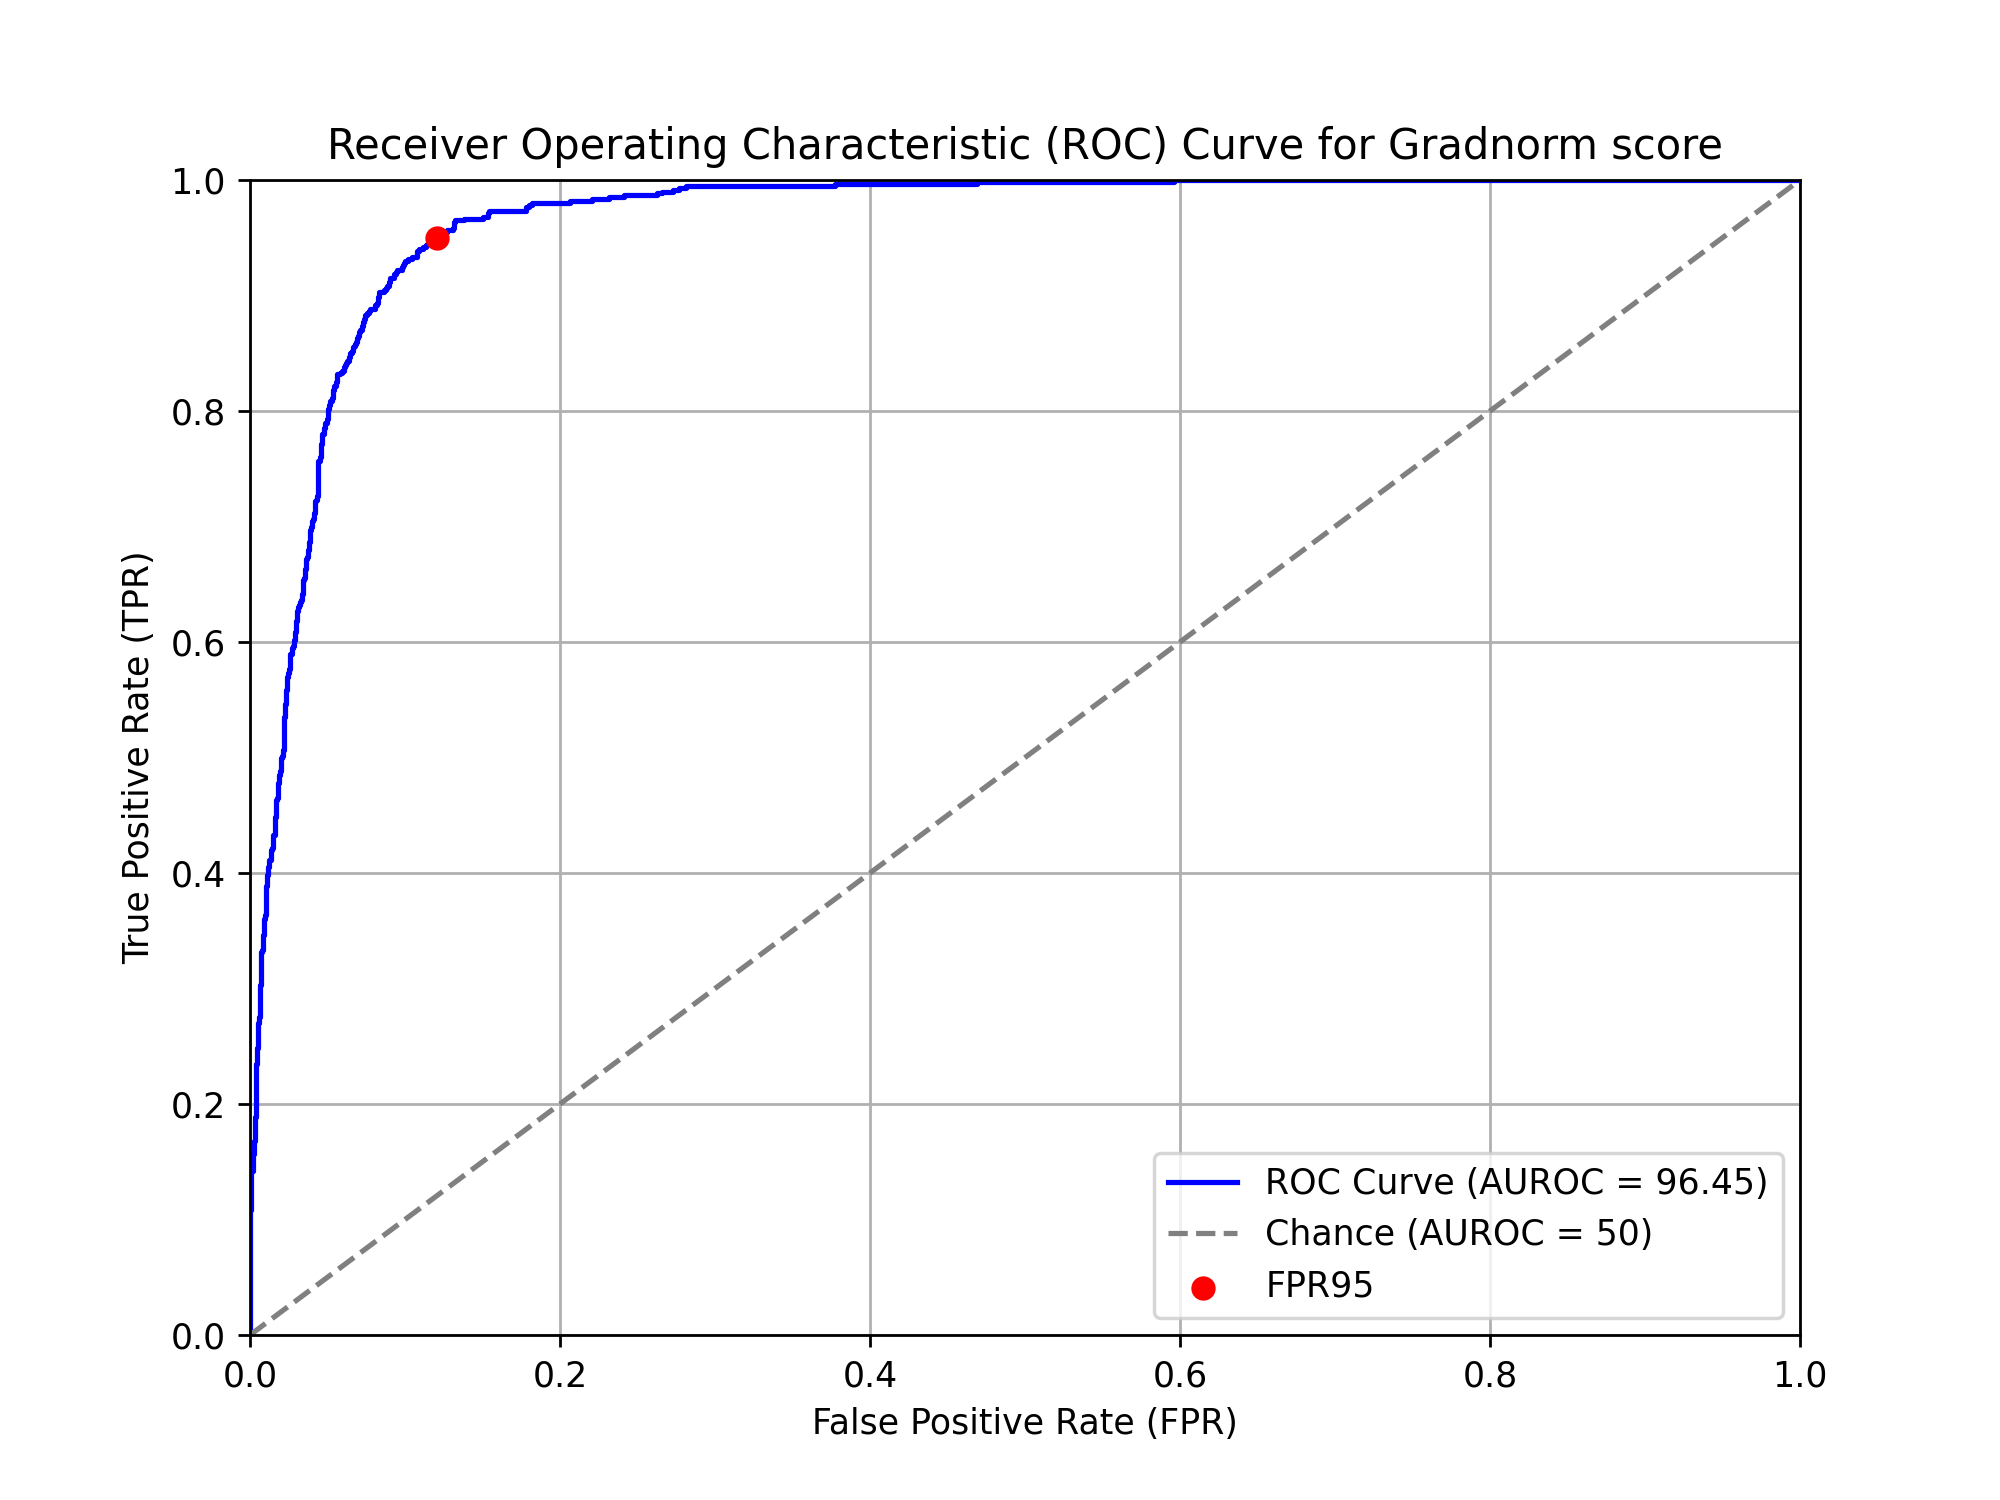 Receiver Operating Characteristic (ROC) Curve for Gradnorm score
1.0
0.8
0.6
0.4
0.2
0.0
True Positive Rate (TPR)
ROC Curve (AUROC = 96.45)
Chance (AUROC = 50)
FPR95
0.0 0.2 0.4 0.6 0.8 1.0
False Positive Rate (FPR)